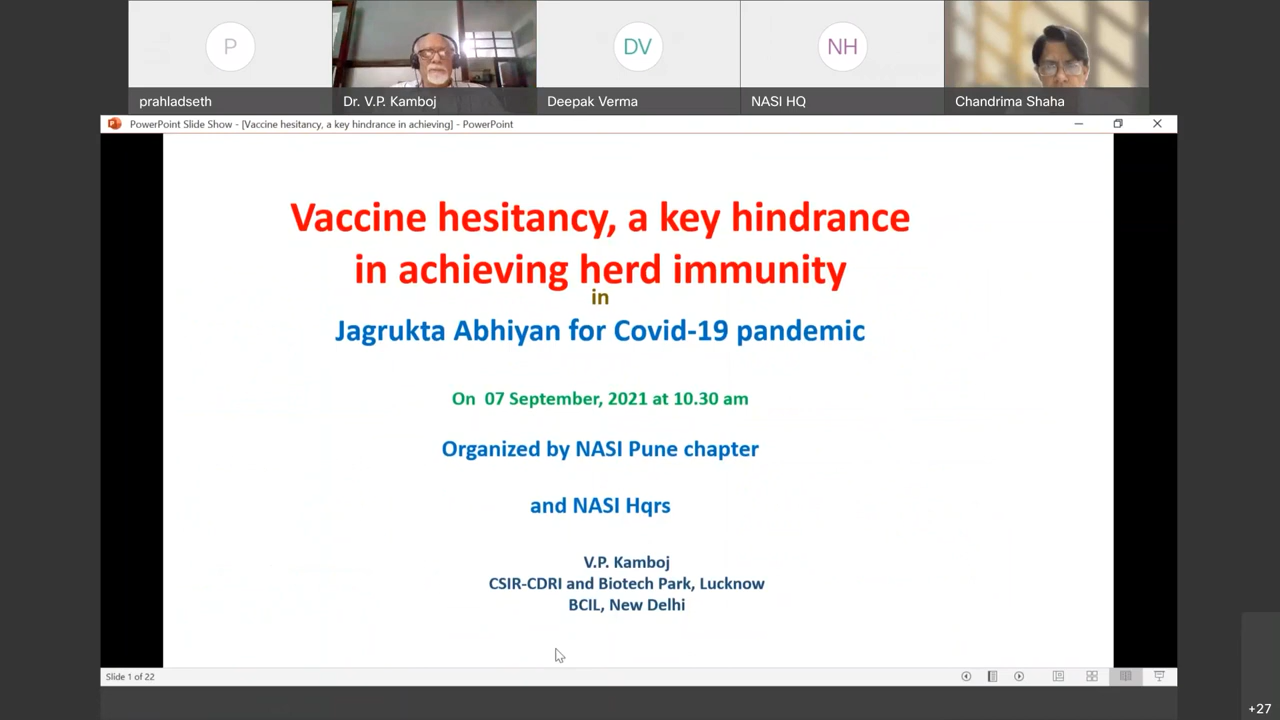 P
DV
NH
prahladseth
Dr. V.P. Kamboj
Deepak Verma
NASI HQ
Chandrima Shaha
PowerPoint Slide Show - [Vaccine hesitancy, a key hindrance in achieving] - PowerPoint
Vaccine hesitancy, a key hindrance
in achieving herd immunity
in
Jagrukta Abhiyan for Covid-19 pandemic
On 07 September, 2021 at 10.30 am
Organized by NASI Pune chapter
and NASI Hqrs
V.P. Kamboj
CSIR-CDRI and Biotech Park, Lucknow
BCIL, New Delhi
Slide 1 of 22
+27